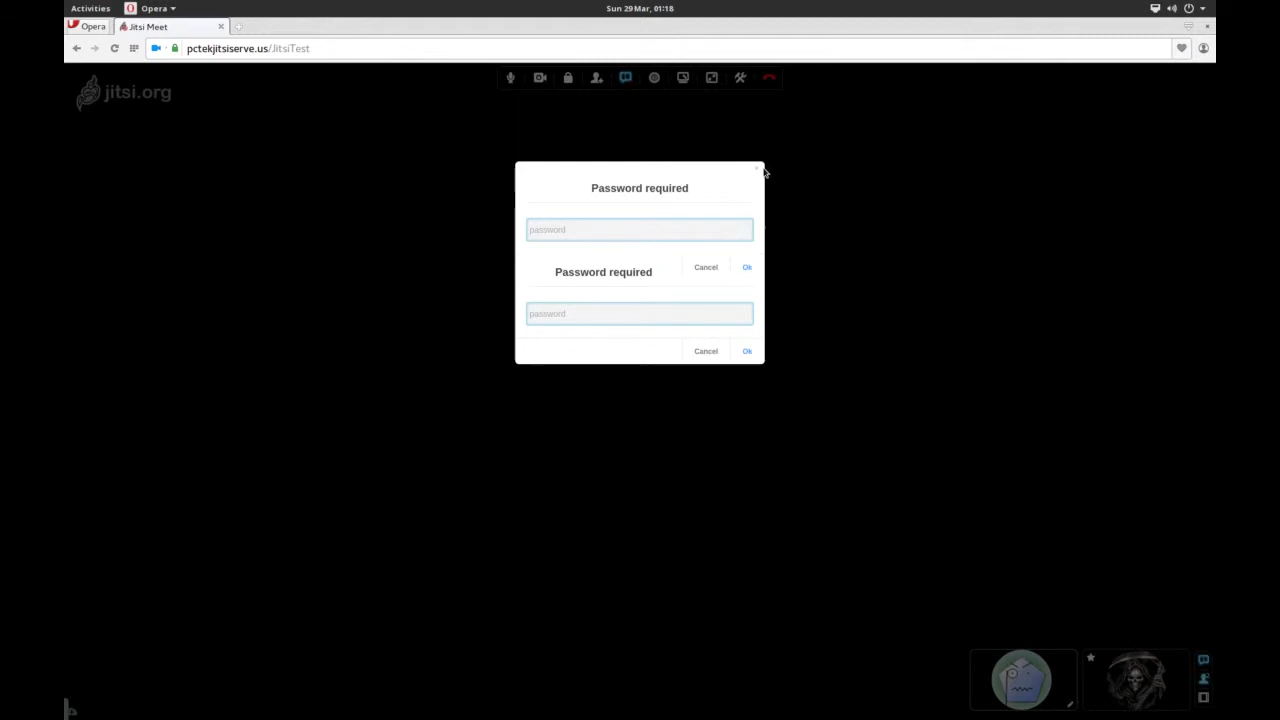 Activities Opera Sun 29 Mar, 01:18
Opera Jitsi Meet
pctekjitsiserve.us/JitsiTest
jitsi.org
Password required
password
Cancel Ok
Password required
password
Cancel Ok